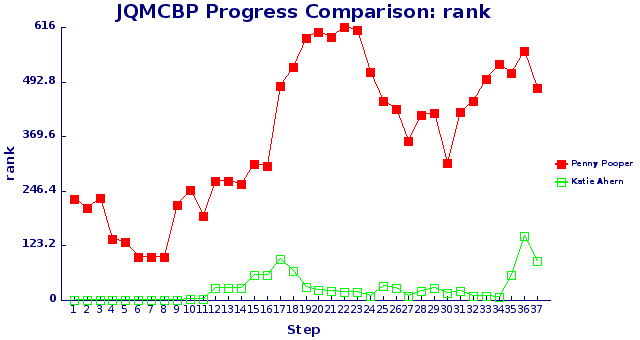 JQMCBP Progress Comparison: rank
616
492.8
369.6
246.4
123.2
0
rank
1 2 3 4 5 6 7 8 9 10 11 12 13 14 15 16 17 18 19 20 21 22 23 24 25 26 27 28 29 30 31 32 33 34 35 36 37
Step
Penny Pooper
Katie Ahern